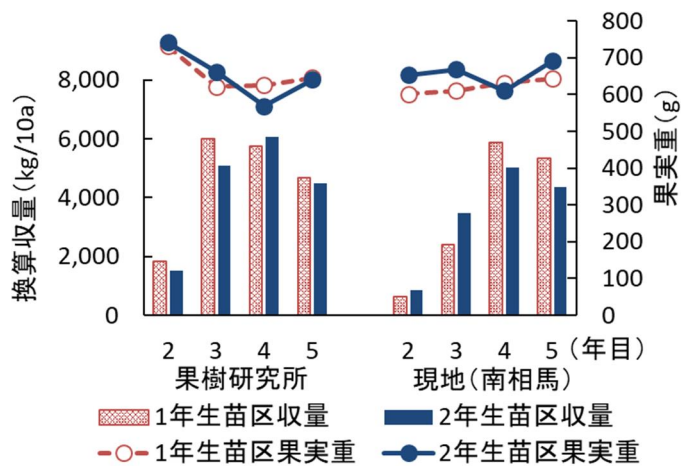 換算収量(kg/10a)
8,000
6,000
4,000
2,000
0
800
700
600
500
400
300
200
100
0
果実重(g)
2 3 4 5 2 3 4 5 (年目)
果樹研究所 現地(南相馬)
1年生苗区収量 2年生苗区収量
1年生苗区果実重 2年生苗区果実重